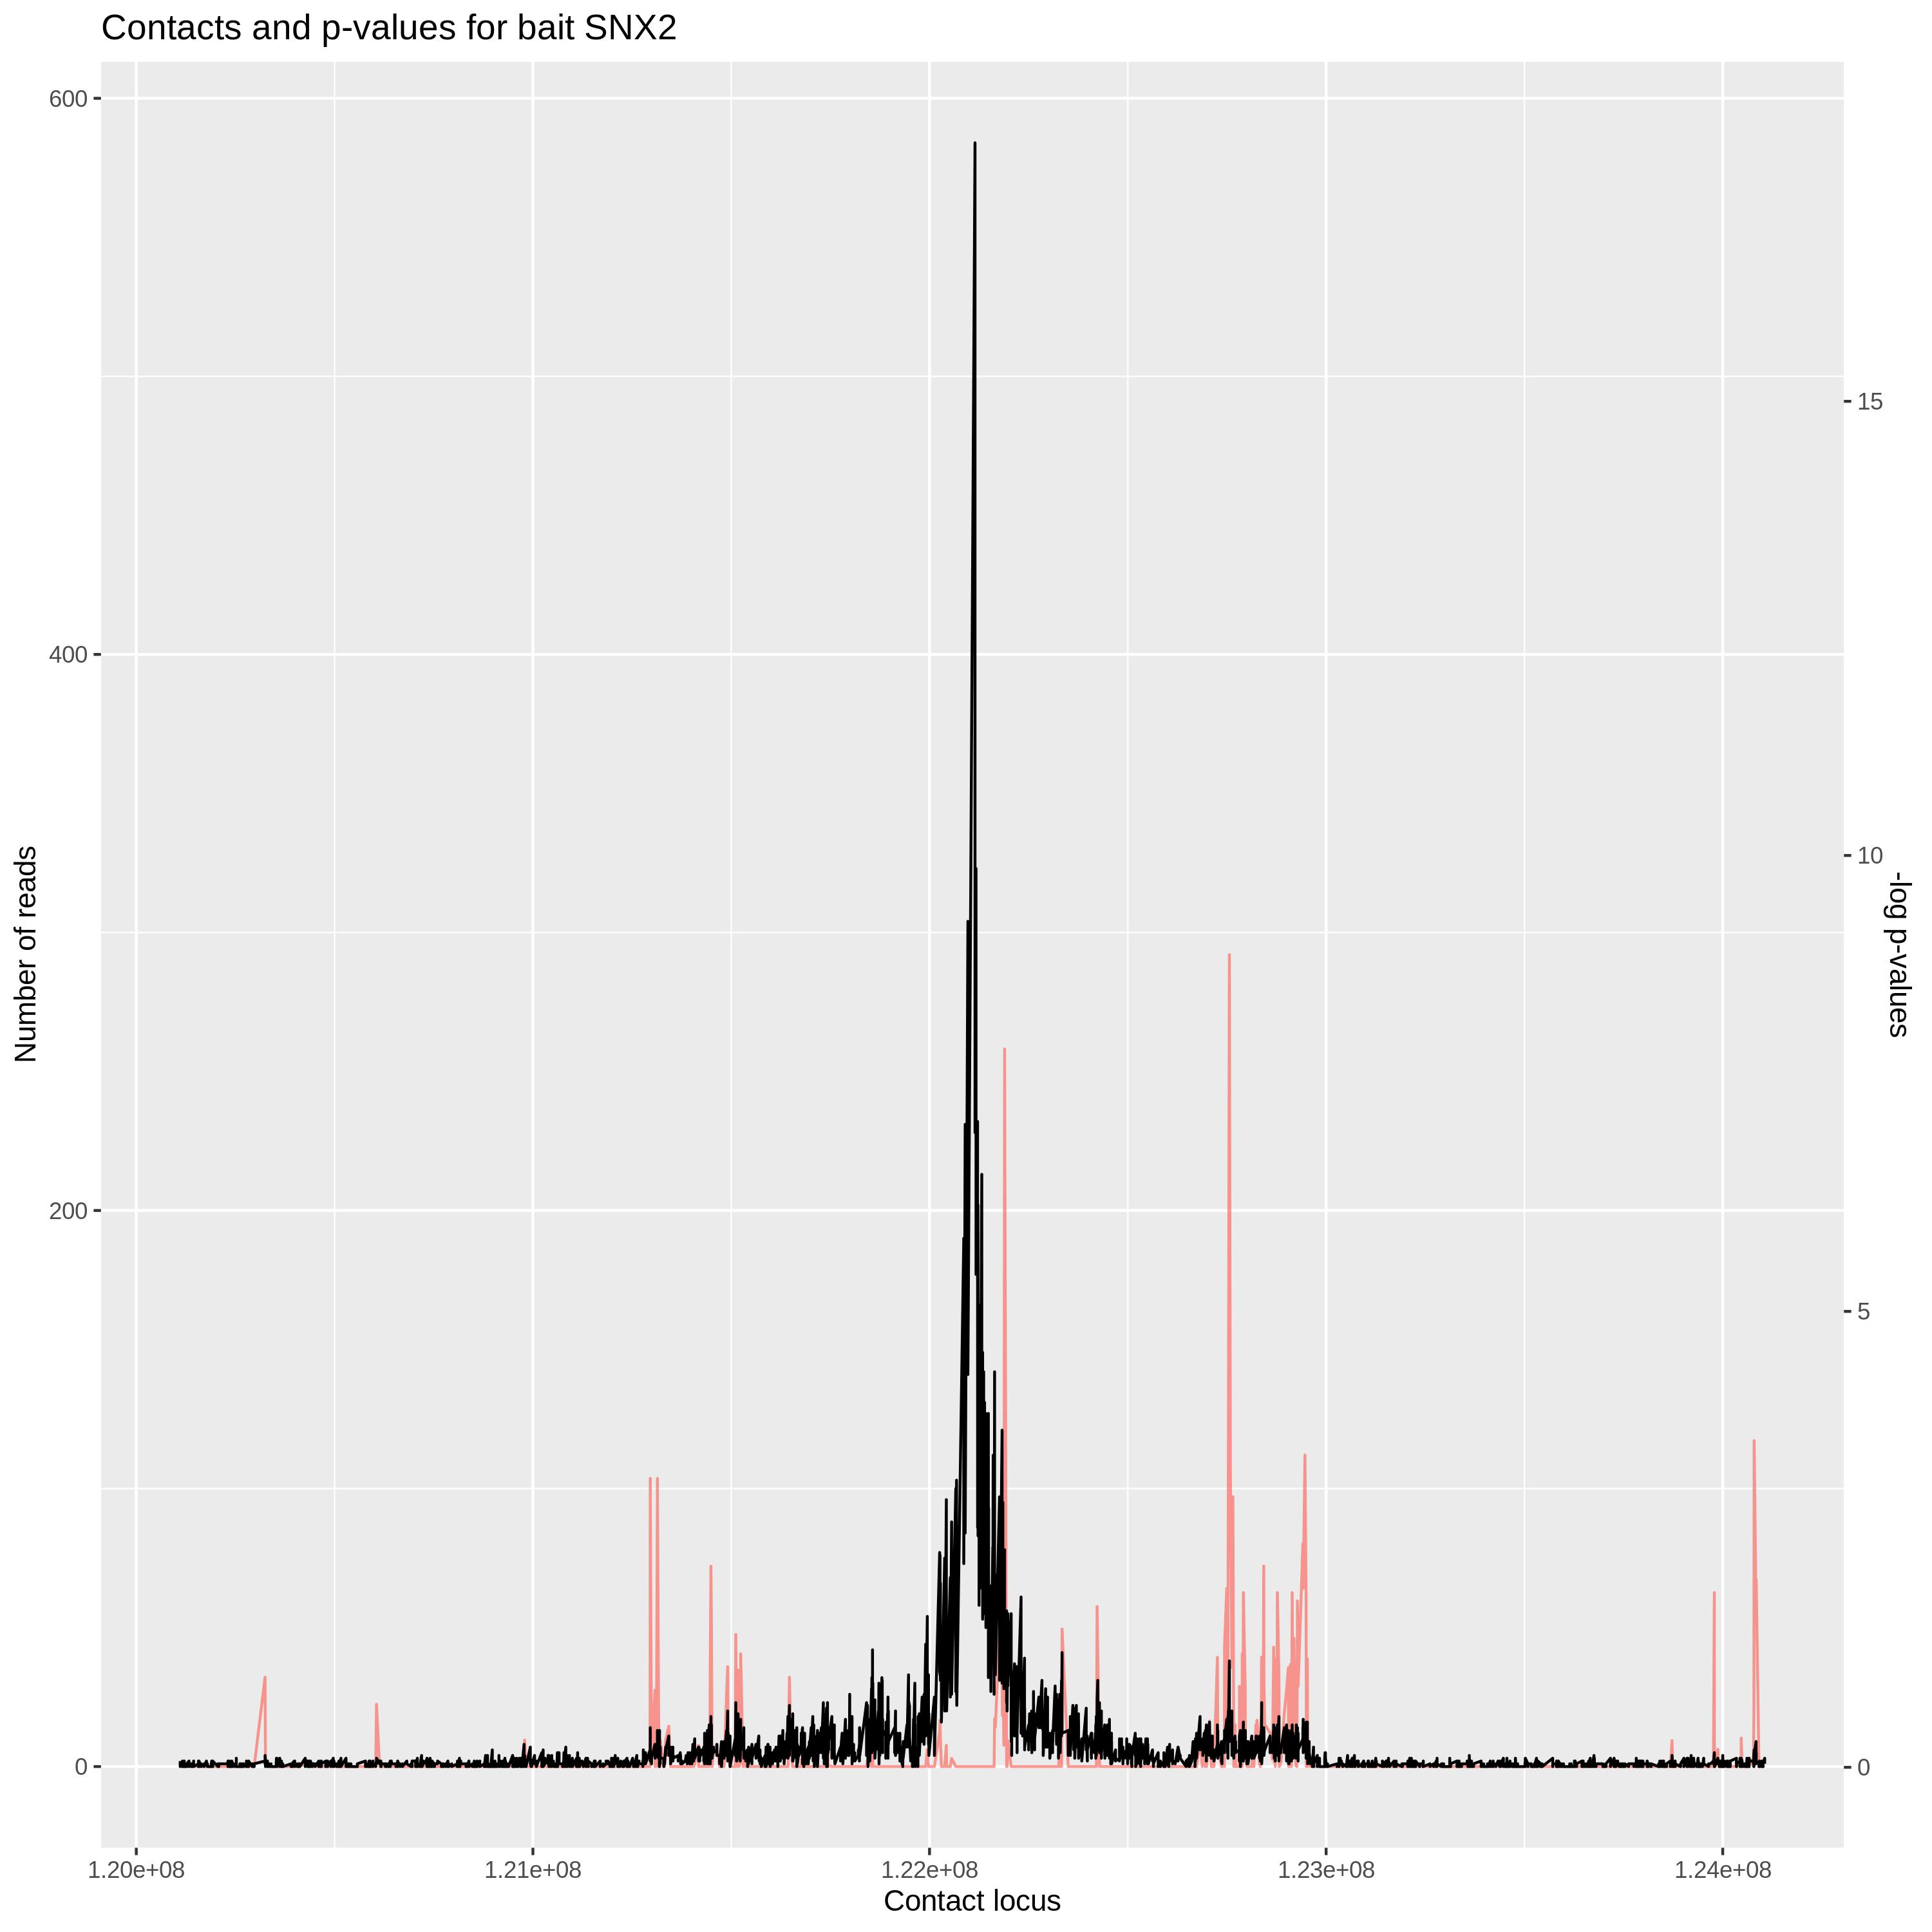 Contacts and p-values for bait SNX2
600
400
200
0
Number of reads
15
10
5
0
-log p-values
1.20e+08
1.21e+08
1.22e+08
1.23e+08
1.24e+08
Contact locus